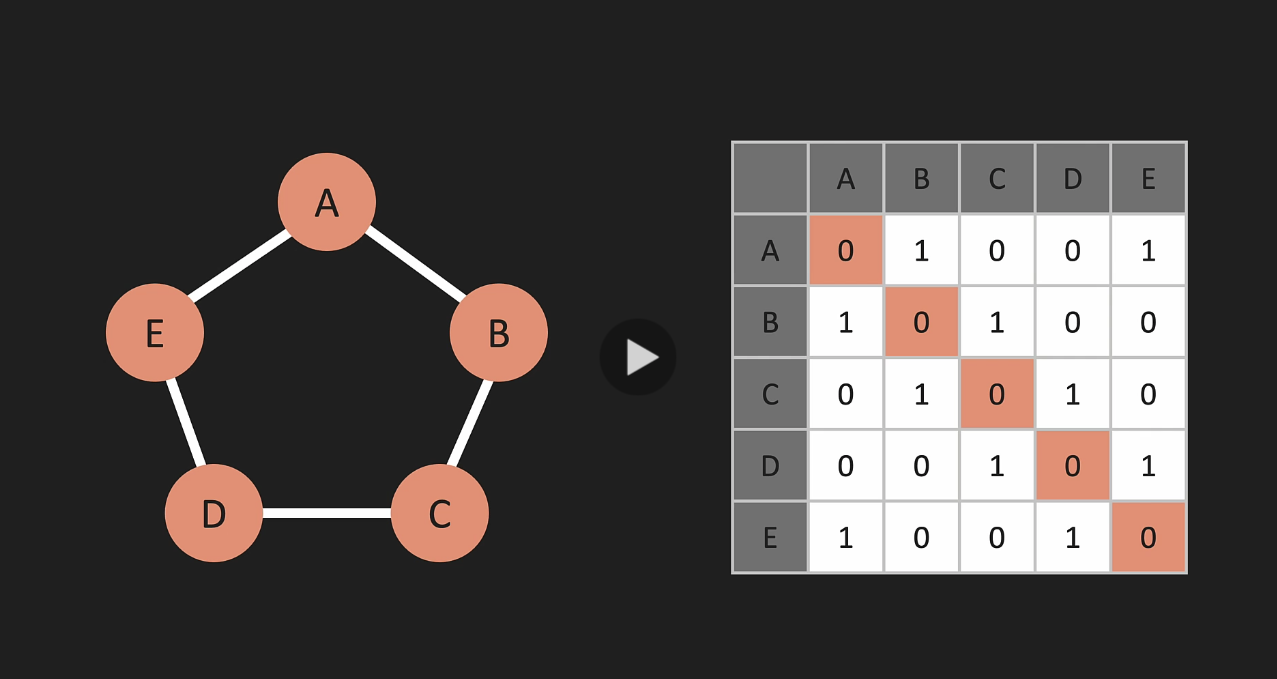 A
E
B
D
C
A B C D E
A 0 1 0 0 1
B 1 0 1 0 0
C 0 1 0 1 0
D 0 0 1 0 1
E 1 0 0 1 0